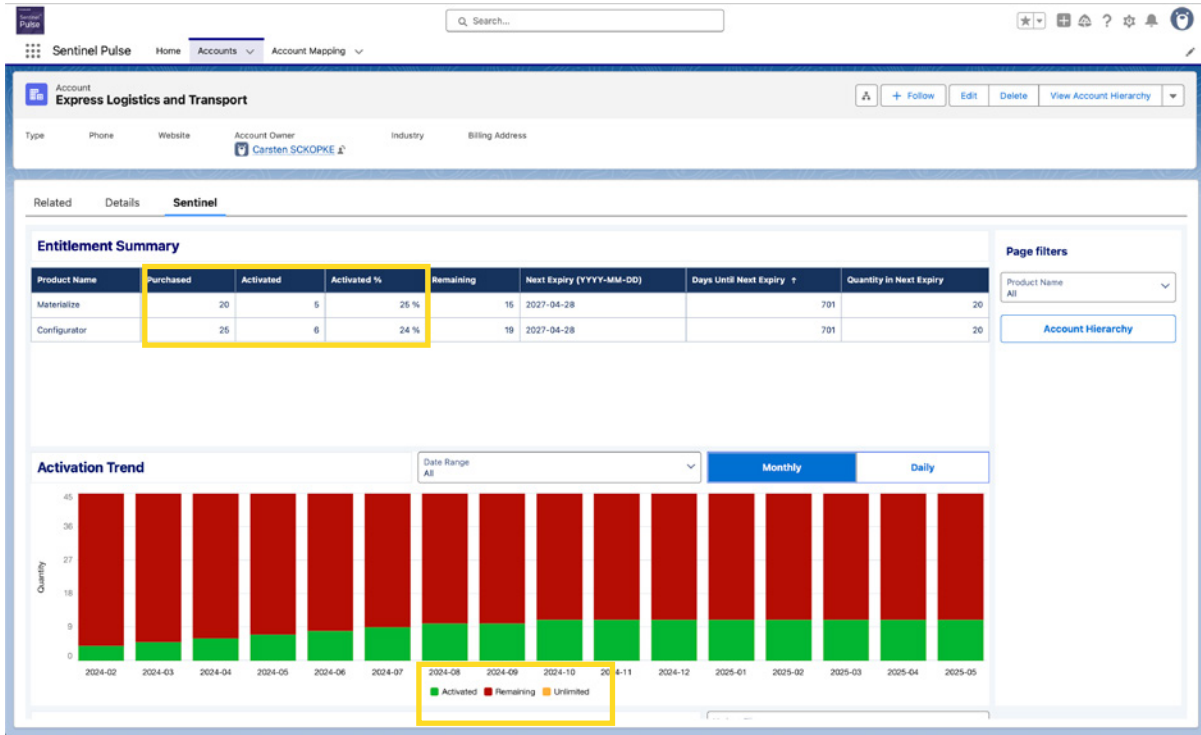 Sentinel
Pulse
Search...
Sentinel Pulse Home Accounts Account Mapping
Account
Express Logistics and Transport
+ Follow Edit Delete View Account Hierarchy
Type Phone Website Account Owner Industry Billing Address
Carsten SCKOPKE
Related Details Sentinel
Entitlement Summary
Page filters
Product Name Purchased Activated Activated % Remaining Next Expiry (YYYY-MM-DD) Days Until Next Expiry ↑ Quantity in Next Expiry
Materialize 20 5 25 % 15 2027-04-28 701 20
Configurator 25 6 24 % 19 2027-04-28 701 20
Product Name
All
Account Hierarchy
Activation Trend
Date Range
All
Monthly Daily
45
36
27
18
9
0
Quantity
2024-02 2024-03 2024-04 2024-05 2024-06 2024-07 2024-08 2024-09 2024-10 2024-11 2024-12 2025-01 2025-02 2025-03 2025-04 2025-05
Activated Remaining Unlimited